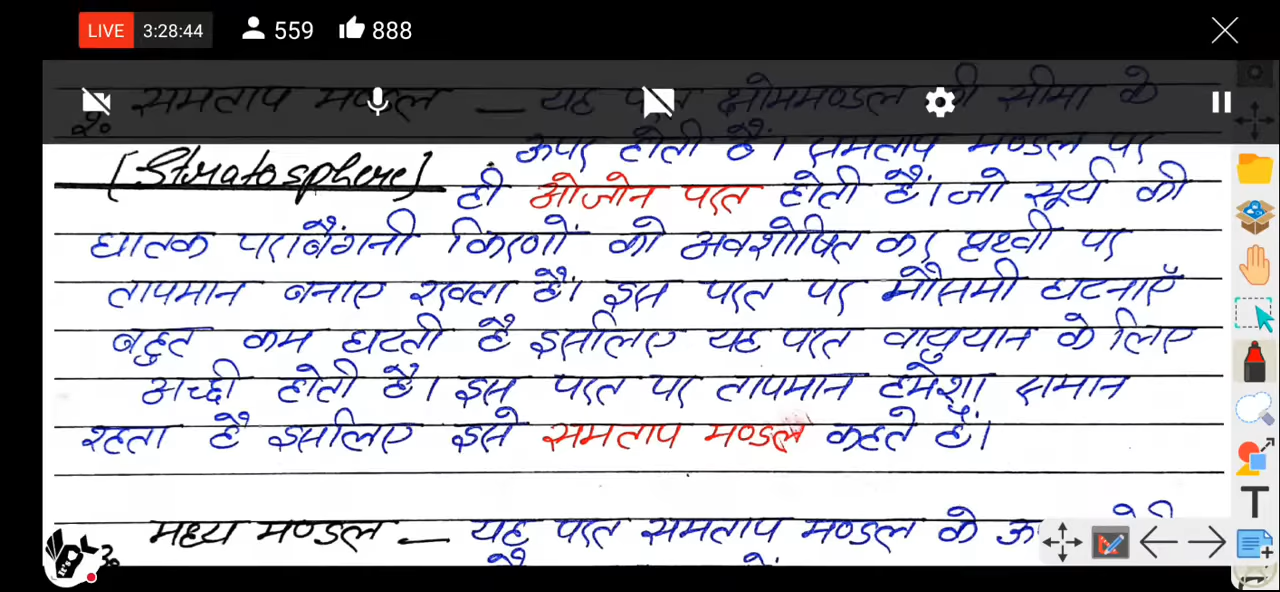 LIVE 3:28:44 559 888
2. समताप मण्डल – यह परत क्षोममण्डल की सीमा के
(Stratosphere) ऊपर होती है। समताप मण्डल पर
ही ओजोन परत होती है। जो सूर्य की
घातक पराबैंगनी किरणों को अवशोषित कर पृथ्वी पर
तापमान बनाए रखता है। इस परत पर मौसमी घटनाएँ
बहुत कम घटती है इसलिए यह परत वायुयान के लिए
अच्छी होती है। इस परत पर तापमान हमेशा समान
रहता है इसलिए इसे समताप मण्डल कहते हैं।
3. मध्य मण्डल – यह परत समताप मण्डल के
T